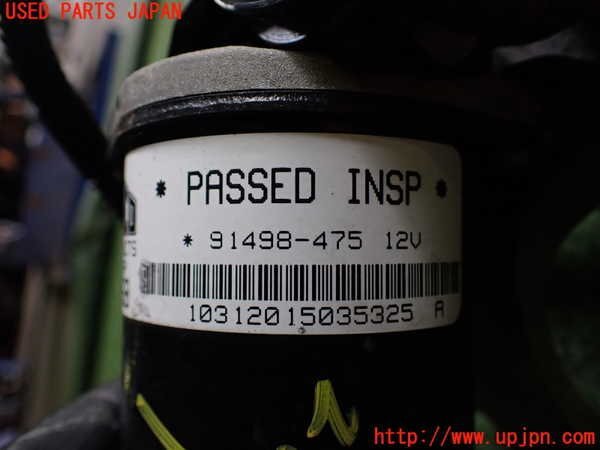 USED PARTS JAPAN
* PASSED INSP *
* 91498-475 12V
10312015035325 A
http://www.upjpn.com